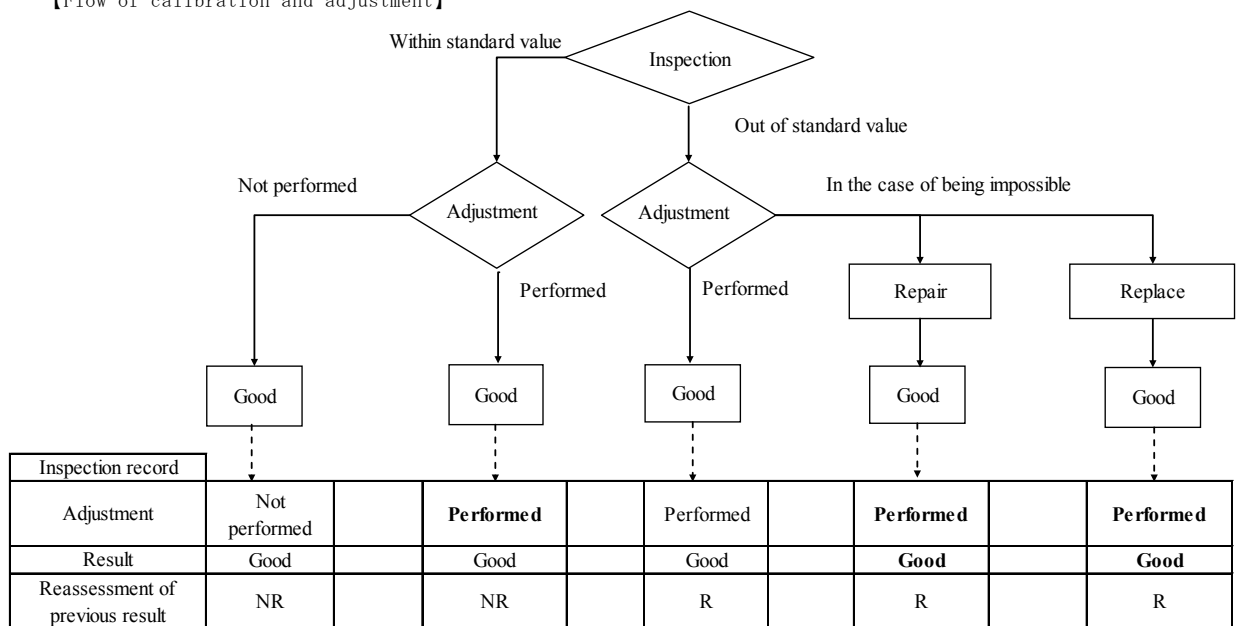 【Flow of calibration and adjustment】
Within standard value
Inspection
Out of standard value
Not performed
Adjustment
Adjustment
In the case of being impossible
Performed
Performed
Repair
Replace
Good
Good
Good
Good
Good
Inspection record
Adjustment
Not
performed
Performed
Performed
Performed
Performed
Result
Good
Good
Good
Good
Good
Reassessment of
previous result
NR
NR
R
R
R